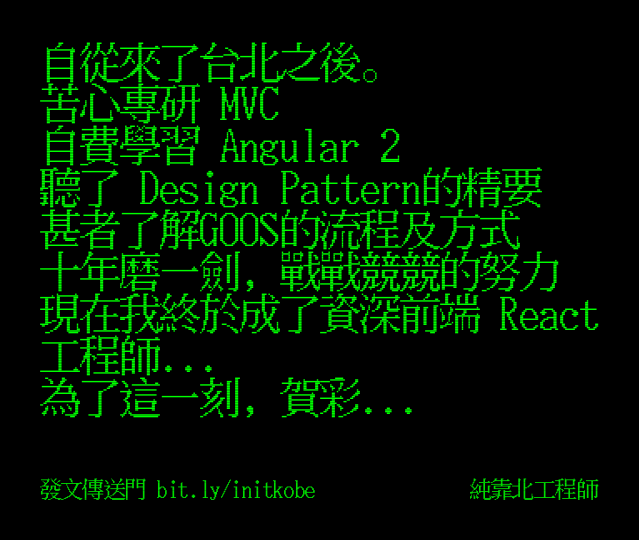 自從來了台北之後。
苦心專研 MVC
自費學習 Angular 2
聽了 Design Pattern的精要
甚者了解GOOS的流程及方式
十年磨一劍, 戰戰競競的努力
現在我終於成了資深前端 React
工程師...
為了這一刻, 賀彩...
發文傳送門 bit.ly/initkobe
純靠北工程師